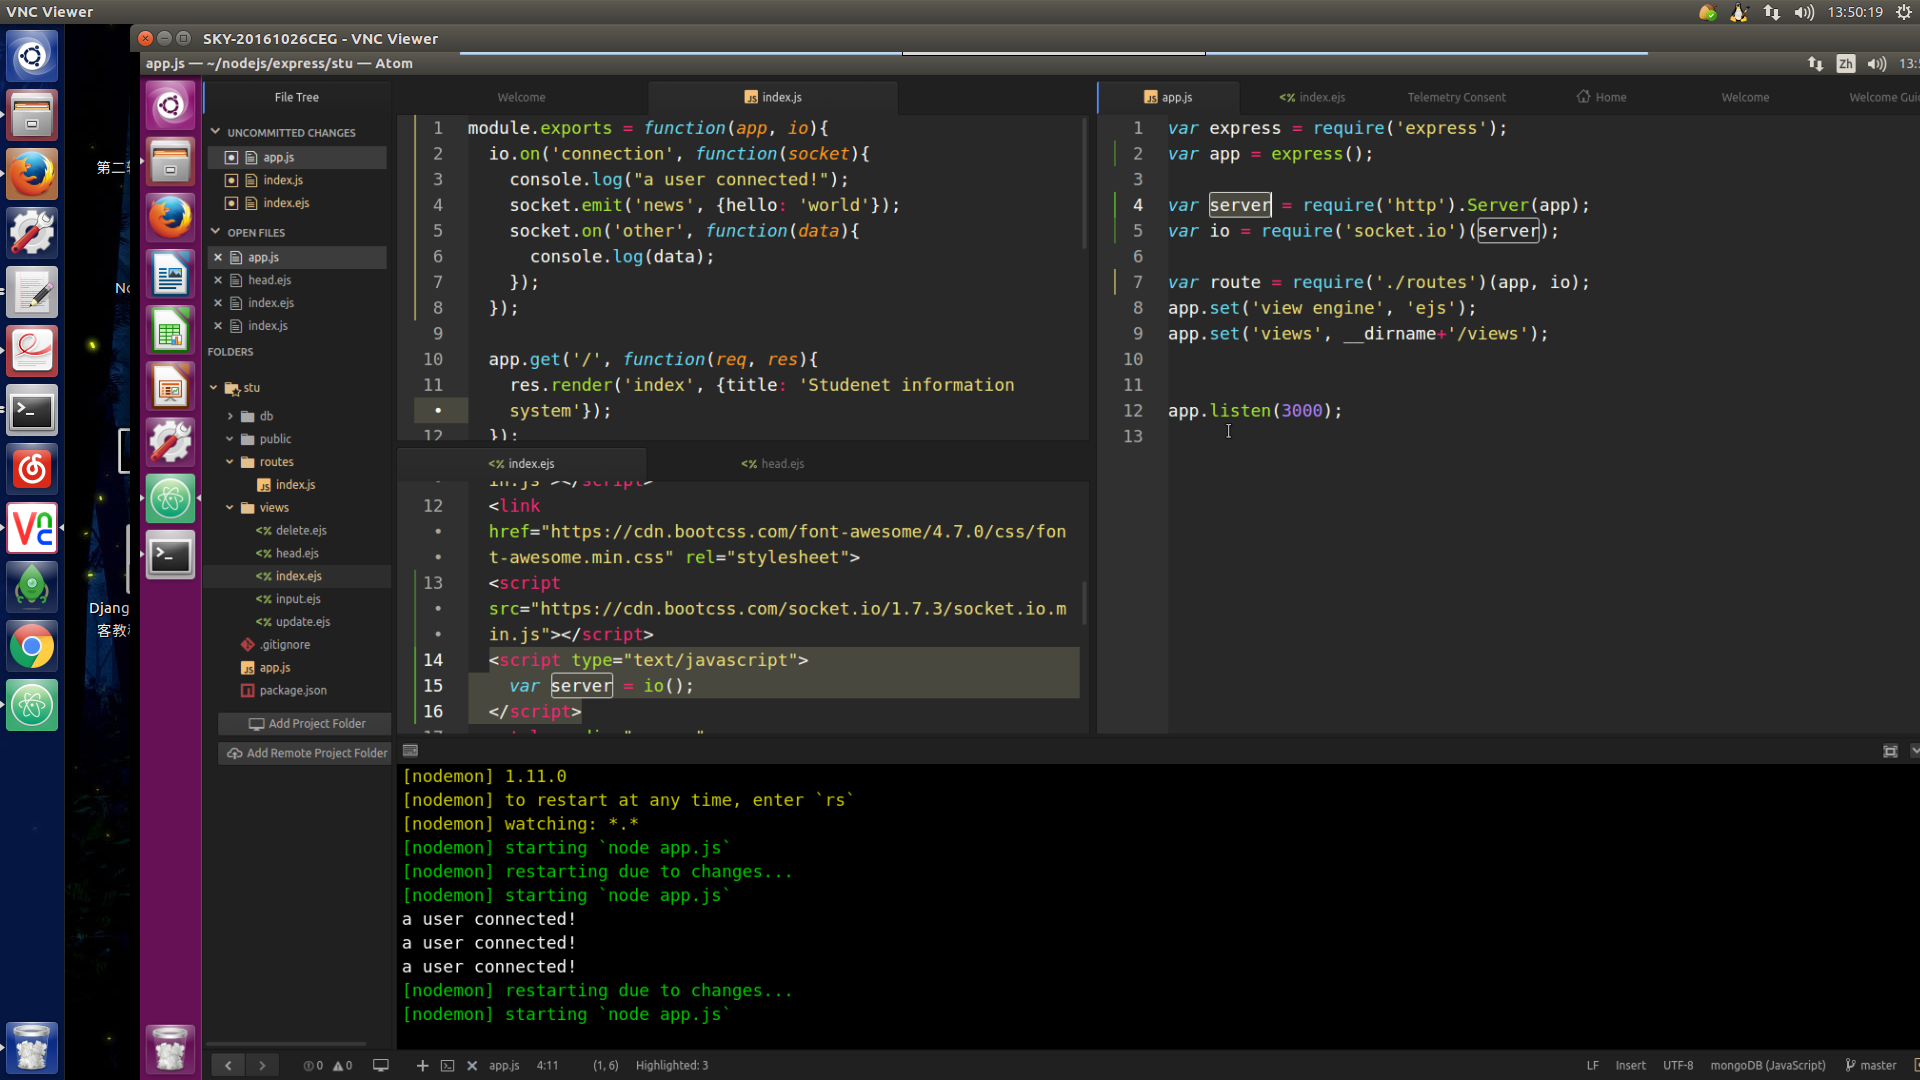 VNC Viewer
13:50:19
SKY-20161026CEG - VNC Viewer
app.js — ~/nodejs/express/stu — Atom
Zh
File Tree
UNCOMMITTED CHANGES
app.js
index.js
index.ejs
OPEN FILES
app.js
head.ejs
index.ejs
index.js
FOLDERS
stu
db
public
routes
index.js
views
delete.ejs
head.ejs
index.ejs
input.ejs
update.ejs
.gitignore
app.js
package.json
Add Project Folder
Add Remote Project Folder
Welcome
index.js
1 module.exports = function(app, io){
2 io.on('connection', function(socket){
3 console.log("a user connected!");
4 socket.emit('news', {hello: 'world'});
5 socket.on('other', function(data){
6 console.log(data);
7 });
8 });
9
10 app.get('/', function(req, res){
11 res.render('index', {title: 'Studenet information
• system'});
12 });
index.ejs
head.ejs
in.js"></script>
12 <link
• href="https://cdn.bootcss.com/font-awesome/4.7.0/css/fon
• t-awesome.min.css" rel="stylesheet">
13 <script
• src="https://cdn.bootcss.com/socket.io/1.7.3/socket.io.m
• in.js"></script>
14 <script type="text/javascript">
15 var server = io();
16 </script>
app.js
index.ejs
Telemetry Consent
Home
Welcome
Welcome Gui
1 var express = require('express');
2 var app = express();
3
4 var server = require('http').Server(app);
5 var io = require('socket.io')(server);
6
7 var route = require('./routes')(app, io);
8 app.set('view engine', 'ejs');
9 app.set('views', __dirname+'/views');
10
11
12 app.listen(3000);
13
[nodemon] 1.11.0
[nodemon] to restart at any time, enter `rs`
[nodemon] watching: *.*
[nodemon] starting `node app.js`
[nodemon] restarting due to changes...
[nodemon] starting `node app.js`
a user connected!
a user connected!
a user connected!
[nodemon] restarting due to changes...
[nodemon] starting `node app.js`
0 0
app.js 4:11 (1, 6) Highlighted: 3
LF Insert UTF-8 mongoDB (JavaScript) master